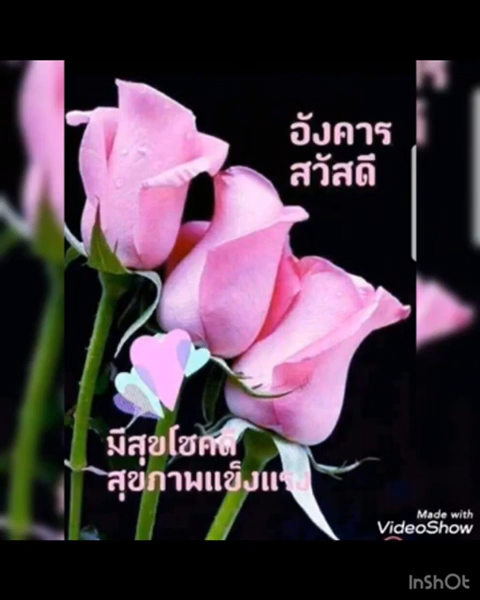 อังคาร
สวัสดี
มีสุขโชคดี
สุขภาพแข็งแรง
Made with
VideoShow
InShOt